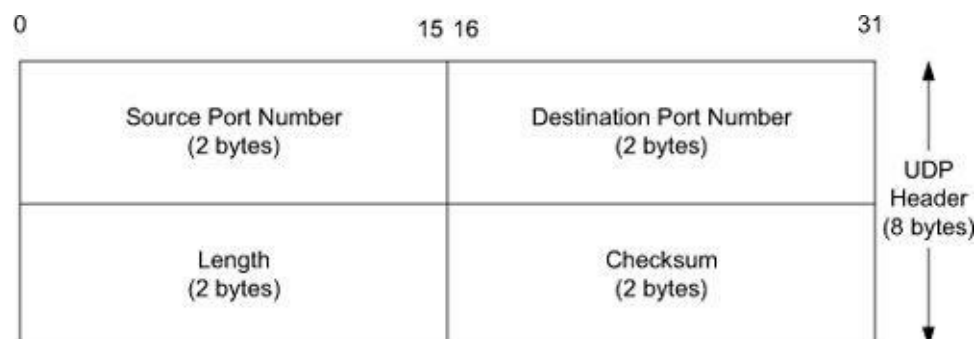 0 15 16 31
Source Port Number
(2 bytes)
Destination Port Number
(2 bytes)
Length
(2 bytes)
Checksum
(2 bytes)
UDP
Header
(8 bytes)